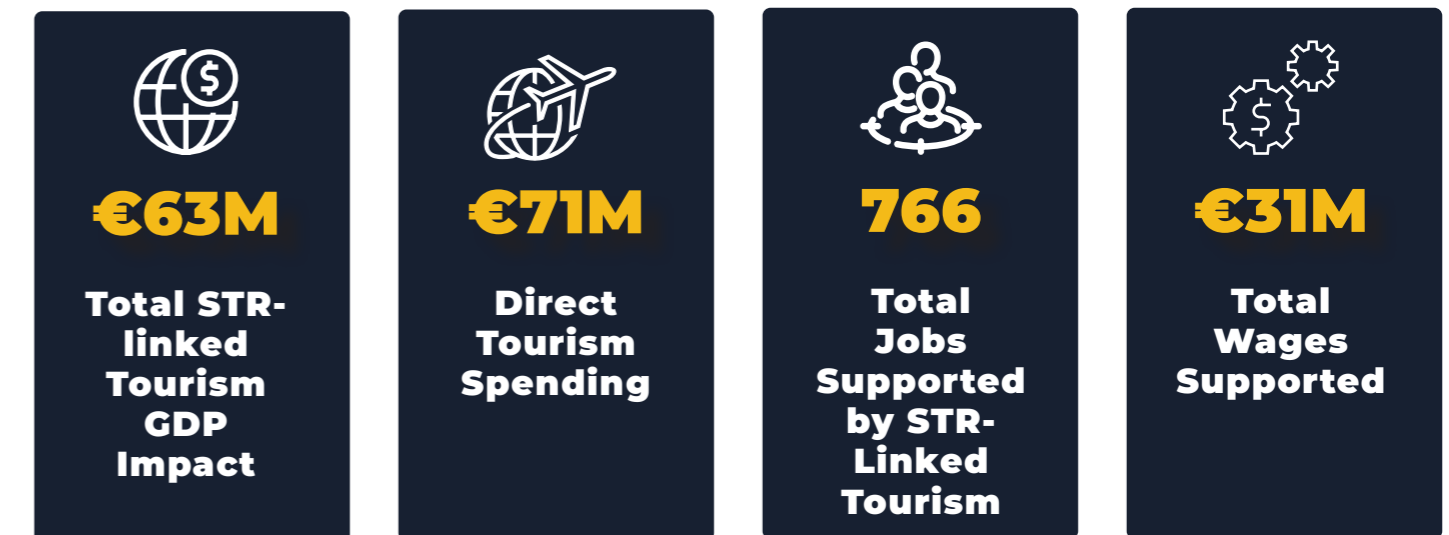 $
€63M
Total STR-
linked
Tourism
GDP
Impact
€71M
Direct
Tourism
Spending
766
Total
Jobs
Supported
by STR-
Linked
Tourism
$
€31M
Total
Wages
Supported